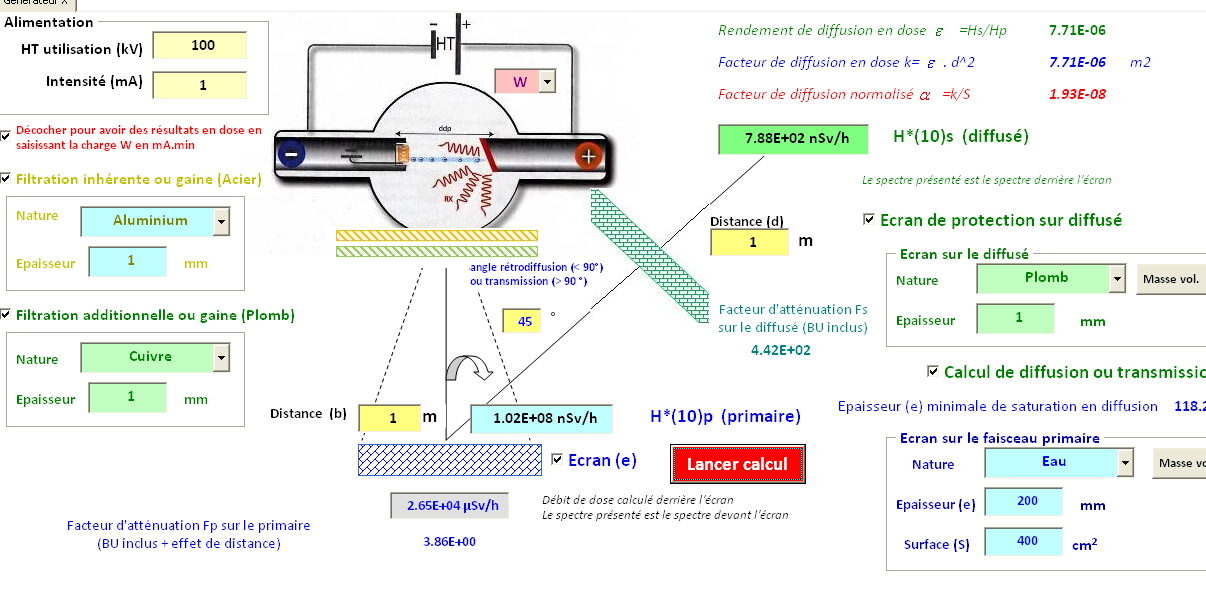 Générateur X
Alimentation
HT utilisation (kV) 100
Intensité (mA) 1
Décocher pour avoir des résultats en dose en
saisissant la charge W en mA.min
Filtration inhérente ou gaine (Acier)
Nature Aluminium
Epaisseur 1 mm
Filtration additionnelle ou gaine (Plomb)
Nature Cuivre
Epaisseur 1 mm
− HT +
W
ddp
−
+
RX
angle rétrodiffusion (< 90°)
ou transmission (> 90 °)
45 °
Distance (b) 1 m
1.02E+08 nSv/h H*(10)p (primaire)
Ecran (e)
Lancer calcul
2.65E+04 µSv/h
Débit de dose calculé derrière l'écran
Le spectre présenté est le spectre devant l'écran
Facteur d'atténuation Fp sur le primaire
(BU inclus + effet de distance)
3.86E+00
Rendement de diffusion en dose ε =Hs/Hp 7.71E-06
Facteur de diffusion en dose k= ε . d^2 7.71E-06 m2
Facteur de diffusion normalisé α =k/S 1.93E-08
7.88E+02 nSv/h H*(10)s (diffusé)
Le spectre présenté est le spectre derrière l'écran
Distance (d)
1 m
Ecran de protection sur diffusé
Ecran sur le diffusé
Nature Plomb Masse vol.
Epaisseur 1 mm
Facteur d'atténuation Fs
sur le diffusé (BU inclus)
4.42E+02
Calcul de diffusion ou transmissio
Epaisseur (e) minimale de saturation en diffusion 118.2
Ecran sur le faisceau primaire
Nature Eau Masse vo
Epaisseur (e) 200 mm
Surface (S) 400 cm²